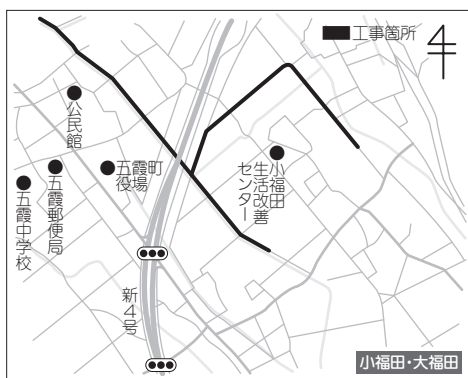 工事箇所
公民館
五霞町
役場
五霞郵便局
五霞中学校
小福田
生活改善
センター
新4号
小福田・大福田